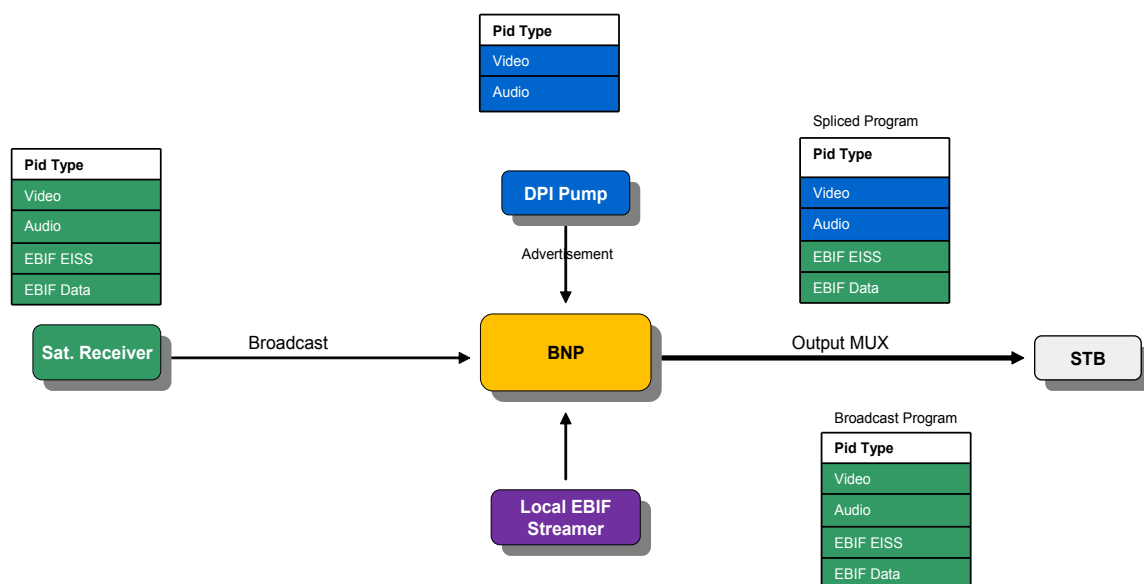 Pid Type
Video
Audio
Spliced Program
Pid Type
Video
Audio
EBIF EISS
EBIF Data
Pid Type
Video
Audio
EBIF EISS
EBIF Data
DPI Pump
Advertisement
Sat. Receiver
Broadcast
BNP
Output MUX
STB
Local EBIF
Streamer
Broadcast Program
Pid Type
Video
Audio
EBIF EISS
EBIF Data